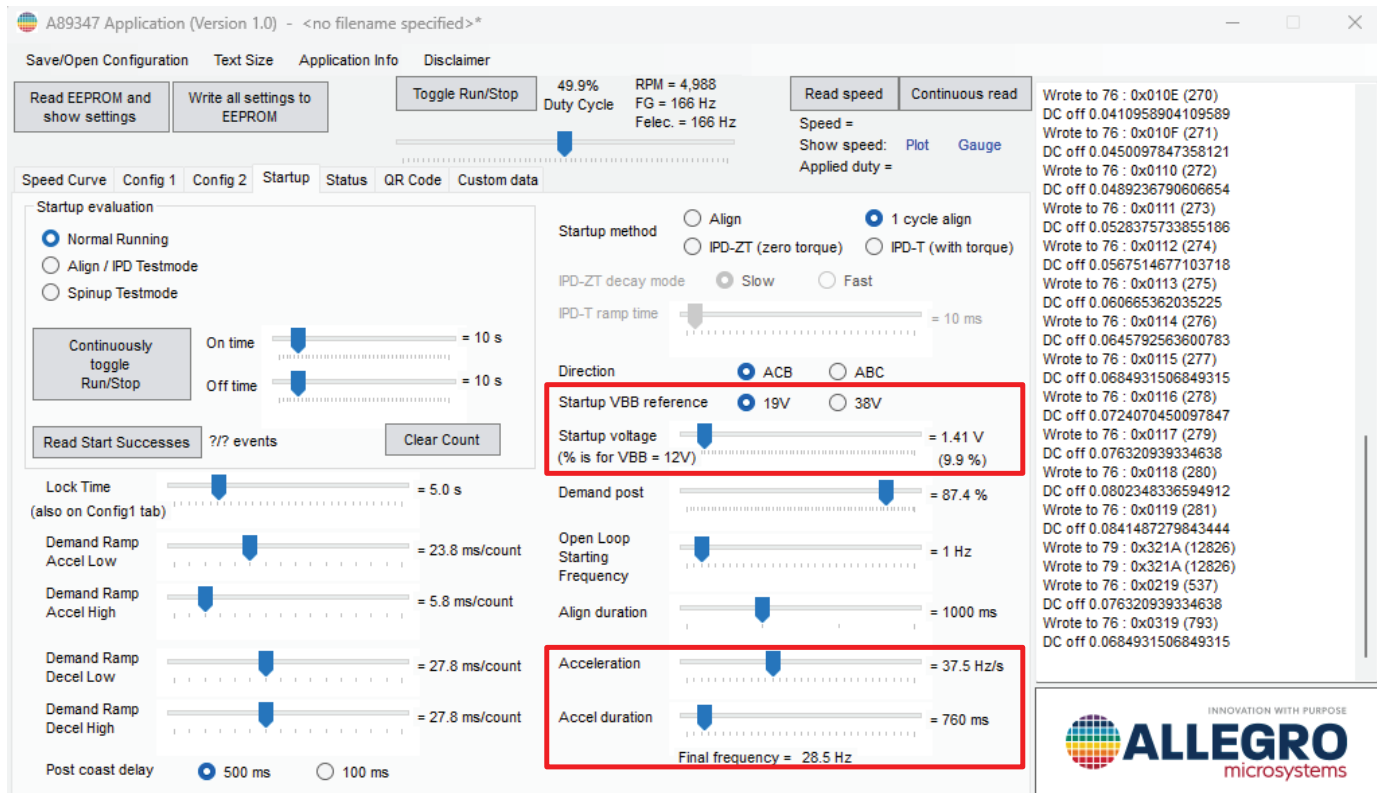 A89347 Application (Version 1.0) - <no filename specified>*
Save/Open Configuration Text Size Application Info Disclaimer
Read EEPROM and
show settings
Write all settings to
EEPROM
Toggle Run/Stop
49.9%
Duty Cycle
RPM = 4,988
FG = 166 Hz
Felec. = 166 Hz
Read speed
Continuous read
Speed =
Show speed: Plot Gauge
Applied duty =
Speed Curve Config 1 Config 2 Startup Status QR Code Custom data
Startup evaluation
Normal Running
Align / IPD Testmode
Spinup Testmode
Continuously
toggle
Run/Stop
On time = 10 s
Off time = 10 s
Read Start Successes ?/? events Clear Count
Lock Time = 5.0 s
(also on Config1 tab)
Demand Ramp
Accel Low
= 23.8 ms/count
Demand Ramp
Accel High
= 5.8 ms/count
Demand Ramp
Decel Low
= 27.8 ms/count
Demand Ramp
Decel High
= 27.8 ms/count
Post coast delay 500 ms 100 ms
Startup method
Align 1 cycle align
IPD-ZT (zero torque) IPD-T (with torque)
IPD-ZT decay mode Slow Fast
IPD-T ramp time = 10 ms
Direction ACB ABC
Startup VBB reference 19V 38V
Startup voltage = 1.41 V
(% is for VBB = 12V) (9.9 %)
Demand post = 87.4 %
Open Loop
Starting
Frequency
= 1 Hz
Align duration = 1000 ms
Acceleration = 37.5 Hz/s
Accel duration = 760 ms
Final frequency = 28.5 Hz
Wrote to 76 : 0x010E (270)
DC off 0.0410958904109589
Wrote to 76 : 0x010F (271)
DC off 0.0450097847358121
Wrote to 76 : 0x0110 (272)
DC off 0.0489236790606654
Wrote to 76 : 0x0111 (273)
DC off 0.0528375733855186
Wrote to 76 : 0x0112 (274)
DC off 0.0567514677103718
Wrote to 76 : 0x0113 (275)
DC off 0.060665362035225
Wrote to 76 : 0x0114 (276)
DC off 0.0645792563600783
Wrote to 76 : 0x0115 (277)
DC off 0.0684931506849315
Wrote to 76 : 0x0116 (278)
DC off 0.0724070450097847
Wrote to 76 : 0x0117 (279)
DC off 0.076320939334638
Wrote to 76 : 0x0118 (280)
DC off 0.0802348336594912
Wrote to 76 : 0x0119 (281)
DC off 0.0841487279843444
Wrote to 79 : 0x321A (12826)
Wrote to 79 : 0x321A (12826)
Wrote to 76 : 0x0219 (537)
DC off 0.076320939334638
Wrote to 76 : 0x0319 (793)
DC off 0.0684931506849315
INNOVATION WITH PURPOSE
ALLEGRO
microsystems